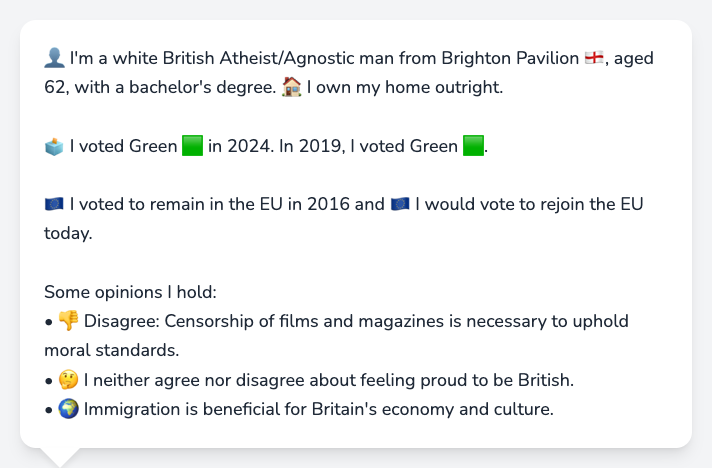 👤 I'm a white British Atheist/Agnostic man from Brighton Pavilion 🏴󠁧󠁢󠁥󠁮󠁧󠁿, aged
62, with a bachelor's degree. 🏠 I own my home outright.
🗳️ I voted Green 🟩 in 2024. In 2019, I voted Green 🟩.
🇪🇺 I voted to remain in the EU in 2016 and 🇪🇺 I would vote to rejoin the EU
today.
Some opinions I hold:
• 👎 Disagree: Censorship of films and magazines is necessary to uphold
moral standards.
• 🤔 I neither agree nor disagree about feeling proud to be British.
• 🌍 Immigration is beneficial for Britain's economy and culture.